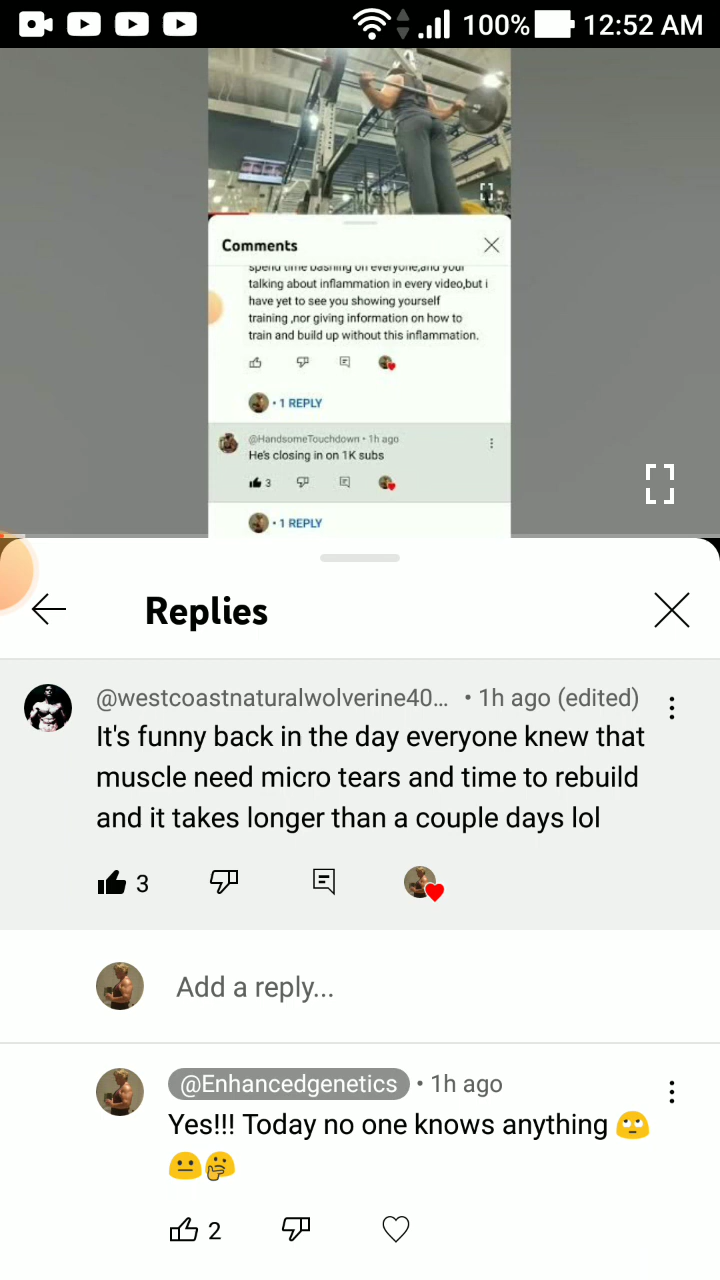 100% 12:52 AM
Comments
spend time bashing on everyone,and your
talking about inflammation in every video,but i
have yet to see you showing yourself
training ,nor giving information on how to
train and build up without this inflammation.
• 1 REPLY
@HandsomeTouchdown • 1h ago
He's closing in on 1K subs
3
• 1 REPLY
Replies
@westcoastnaturalwolverine40... • 1h ago (edited)
It's funny back in the day everyone knew that
muscle need micro tears and time to rebuild
and it takes longer than a couple days lol
3
Add a reply...
@Enhancedgenetics • 1h ago
Yes!!! Today no one knows anything 🙄
😐🤔
2